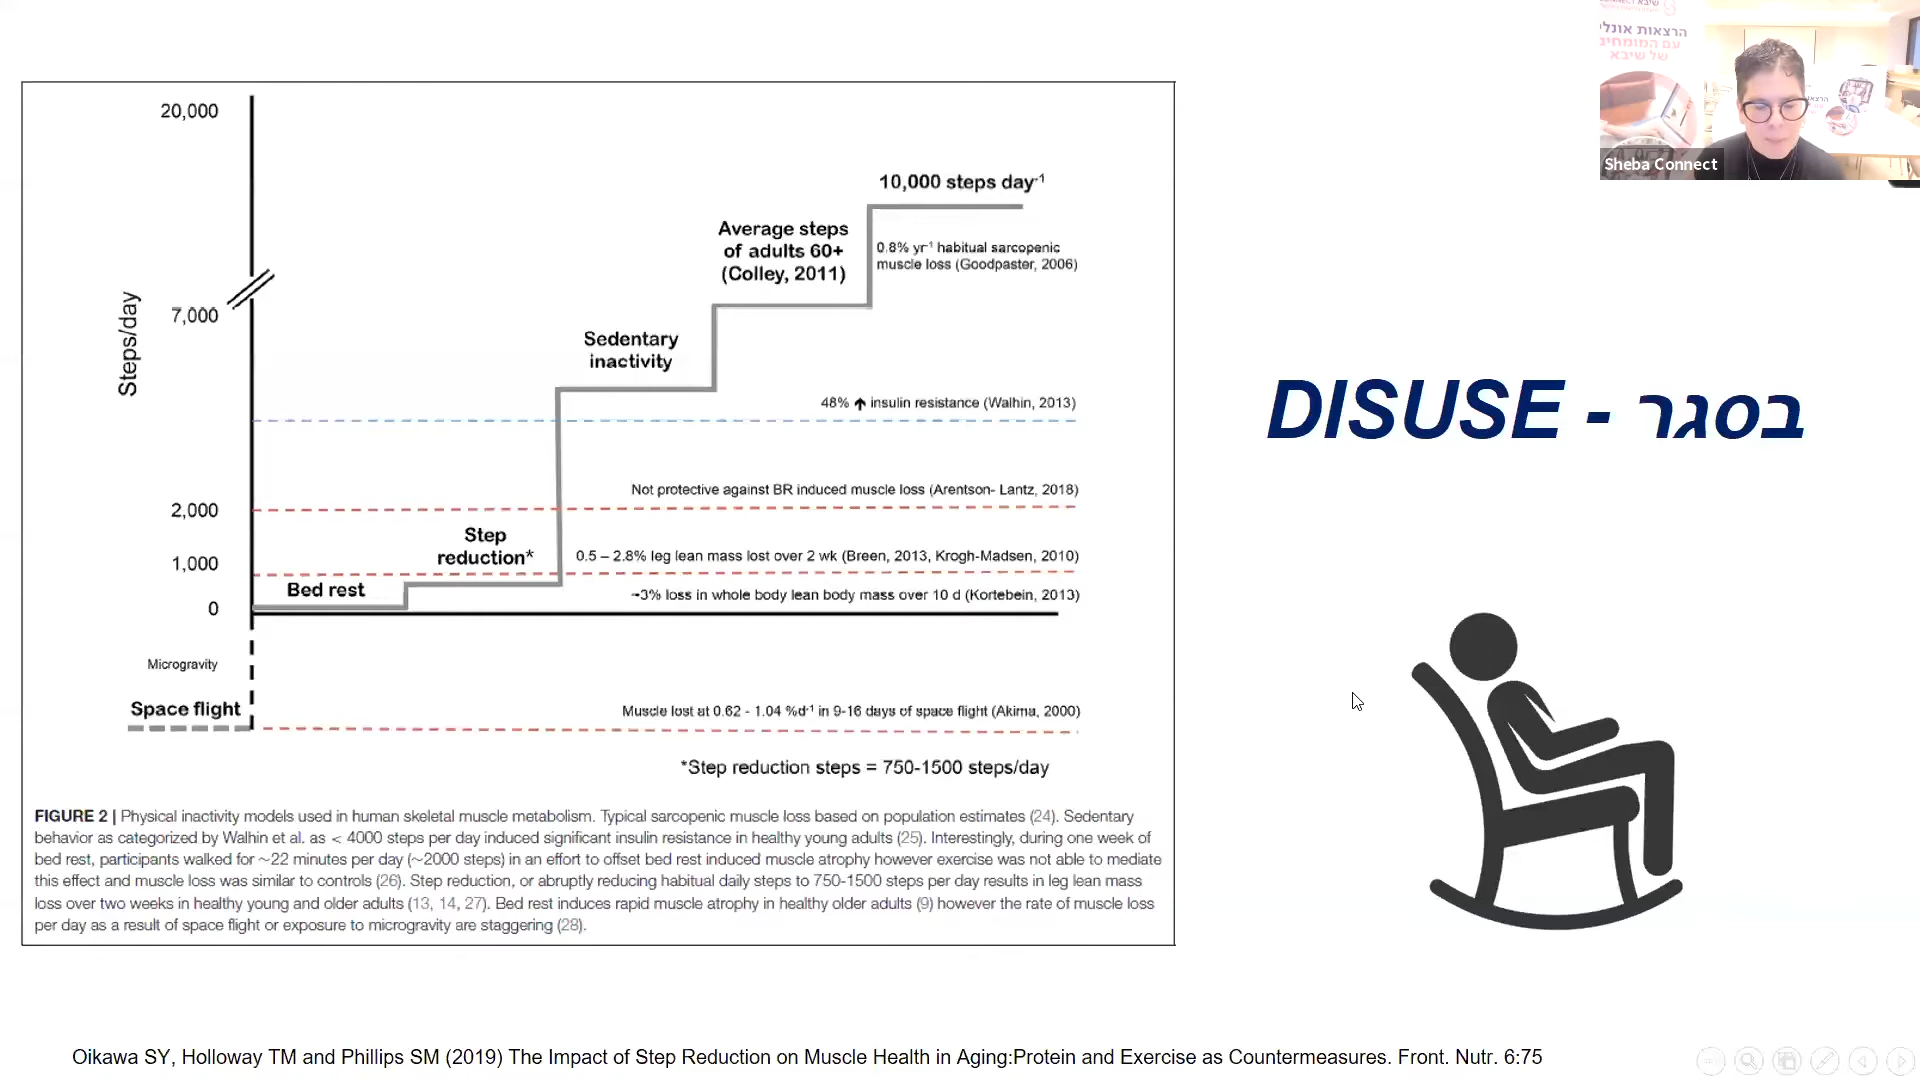 20,000
10,000 steps day-1
Average steps
of adults 60+
(Colley, 2011)
0.8% yr-1 habitual sarcopenic
muscle loss (Goodpaster, 2006)
Steps/day
7,000
Sedentary
inactivity
48% ↑ insulin resistance (Walhin, 2013)
Not protective against BR induced muscle loss (Arentson- Lantz, 2018)
2,000
Step
reduction*
0.5 – 2.8% leg lean mass lost over 2 wk (Breen, 2013, Krogh-Madsen, 2010)
1,000
Bed rest
~3% loss in whole body lean body mass over 10 d (Kortebein, 2013)
0
Microgravity
Space flight
Muscle lost at 0.62 - 1.04 %d-1 in 9-16 days of space flight (Akima, 2000)
*Step reduction steps = 750-1500 steps/day
FIGURE 2 | Physical inactivity models used in human skeletal muscle metabolism. Typical sarcopenic muscle loss based on population estimates (24). Sedentary
behavior as categorized by Walhin et al. as < 4000 steps per day induced significant insulin resistance in healthy young adults (25). Interestingly, during one week of
bed rest, participants walked for ~22 minutes per day (~2000 steps) in an effort to offset bed rest induced muscle atrophy however exercise was not able to mediate
this effect and muscle loss was similar to controls (26). Step reduction, or abruptly reducing habitual daily steps to 750-1500 steps per day results in leg lean mass
loss over two weeks in healthy young and older adults (13, 14, 27). Bed rest induces rapid muscle atrophy in healthy older adults (9) however the rate of muscle loss
per day as a result of space flight or exposure to microgravity are staggering (28).
DISUSE - בסגר
הרצאות אונלי
עם המומחים
של שיבא
Sheba Connect
Oikawa SY, Holloway TM and Phillips SM (2019) The Impact of Step Reduction on Muscle Health in Aging:Protein and Exercise as Countermeasures. Front. Nutr. 6:75